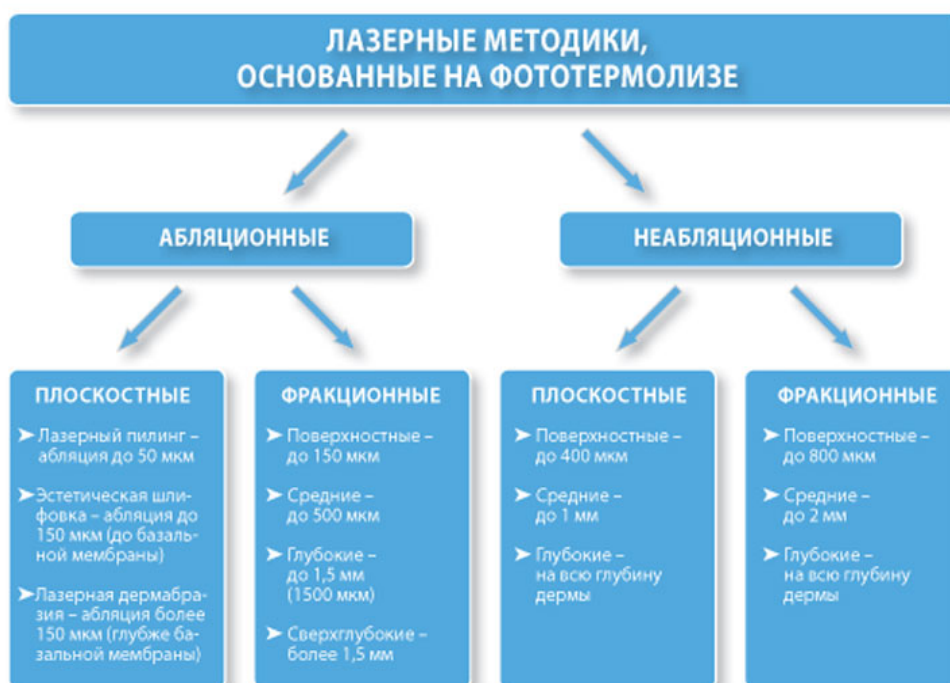 ЛАЗЕРНЫЕ МЕТОДИКИ,
ОСНОВАННЫЕ НА ФОТОТЕРМОЛИЗЕ
АБЛЯЦИОННЫЕ
НЕАБЛЯЦИОННЫЕ
ПЛОСКОСТНЫЕ
➤ Лазерный пилинг –
абляция до 50 мкм
➤ Эстетическая шли-
фовка – абляция до
150 мкм (до базаль-
ной мембраны)
➤ Лазерная дермабра-
зия – абляция более
150 мкм (глубже ба-
зальной мембраны)
ФРАКЦИОННЫЕ
➤ Поверхностные –
до 150 мкм
➤ Средние –
до 500 мкм
➤ Глубокие –
до 1,5 мм
(1500 мкм)
➤ Сверхглубокие –
более 1,5 мм
ПЛОСКОСТНЫЕ
➤ Поверхностные –
до 400 мкм
➤ Средние –
до 1 мм
➤ Глубокие –
на всю глубину
дермы
ФРАКЦИОННЫЕ
➤ Поверхностные –
до 800 мкм
➤ Средние –
до 2 мм
➤ Глубокие –
на всю глубину
дермы